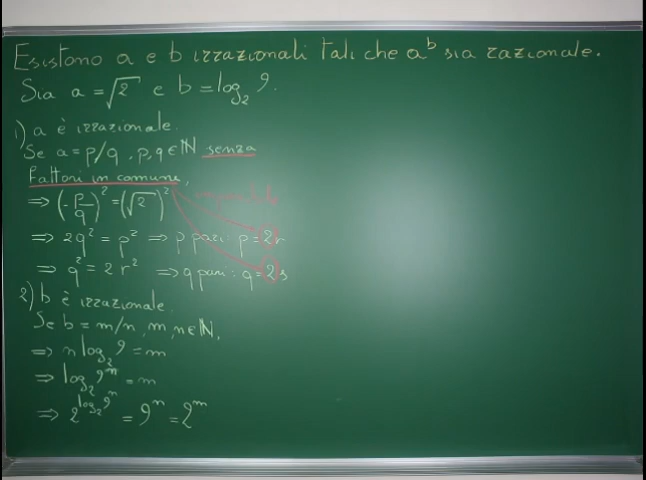 Esistono a e b irrazionali tali che a^b sia razionale.
Sia a = √2 e b = log₂ 9.
1) a è irrazionale.
Se a = p/q, p, q ∈ ℕ senza
fattori in comune,
⇒ (p/q)² = (√2)²
⇒ 2q² = p² ⇒ p pari: p = 2r
⇒ q² = 2r² ⇒ q pari: q = 2s
2) b è irrazionale.
Se b = m/n, m, n ∈ ℕ,
⇒ n log₂ 9 = m
⇒ log₂ 9ⁿ = m
⇒ 2^(log₂ 9ⁿ) = 9ⁿ = 2ᵐ